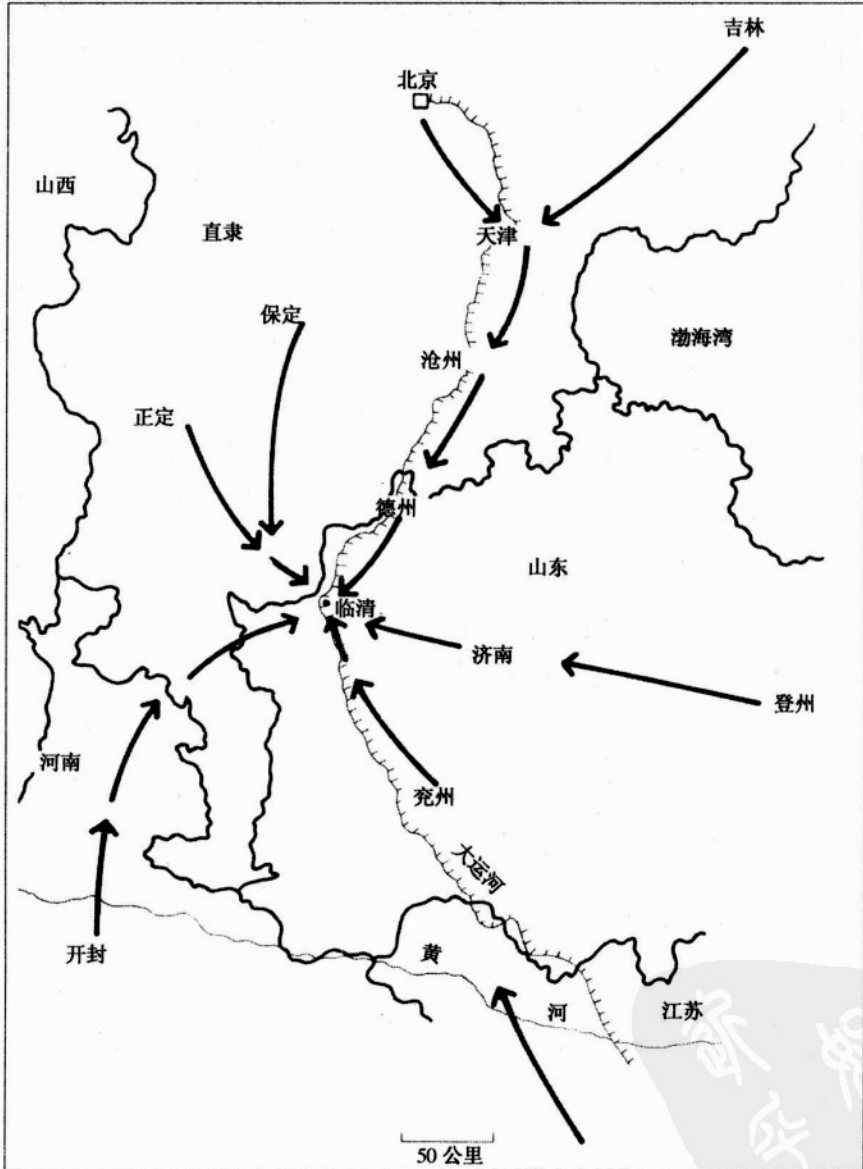 吉林
北京
山西
直隶
天津
保定
渤海湾
沧州
正定
德州
山东
临清
济南
登州
河南
兖州
大运河
开封
黄
河
江苏
50 公里